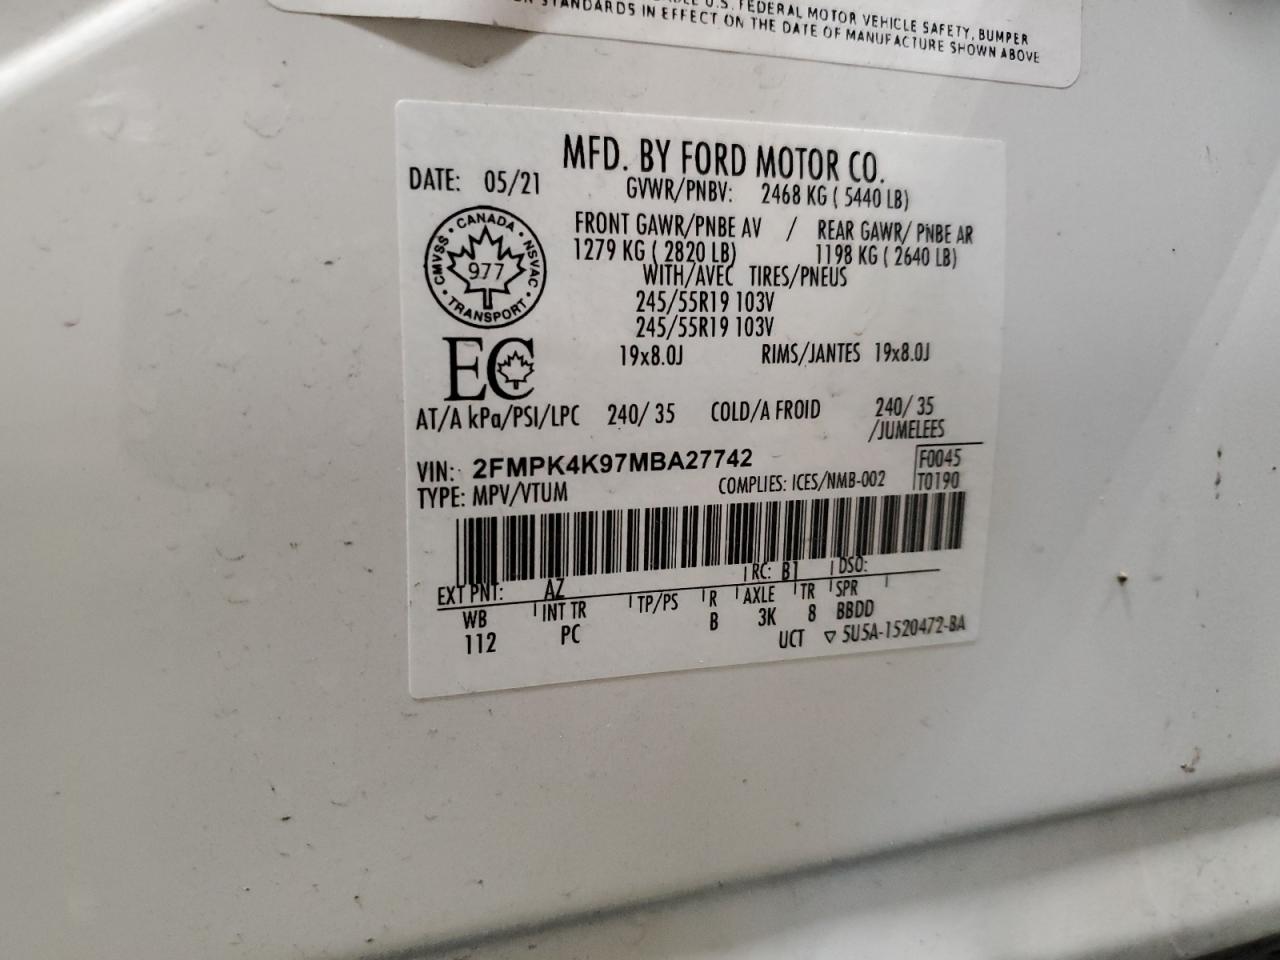 U.S. FEDERAL MOTOR VEHICLE SAFETY, BUMPER
STANDARDS IN EFFECT ON THE DATE OF MANUFACTURE SHOWN ABOVE
MFD. BY FORD MOTOR CO.
DATE: 05/21
GVWR/PNBV: 2468 KG ( 5440 LB)
FRONT GAWR/PNBE AV / REAR GAWR/ PNBE AR
1279 KG ( 2820 LB) 1198 KG ( 2640 LB)
WITH/AVEC TIRES/PNEUS
245/55R19 103V
245/55R19 103V
19x8.0J RIMS/JANTES 19x8.0J
CANADA
CMVSS 977 NSVAC
TRANSPORT
EC
AT/A kPa/PSI/LPC 240/ 35 COLD/A FROID 240/ 35
/JUMELEES
VIN: 2FMPK4K97MBA27742
F0045
TYPE: MPV/VTUM COMPLIES: ICES/NMB-002 T0190
RC: B1 DSO:
EXT PNT: AZ
WB INT TR TP/PS R AXLE TR SPR
112 PC B 3K 8 BBDD
UCT ▽ 5U5A-1520472-BA